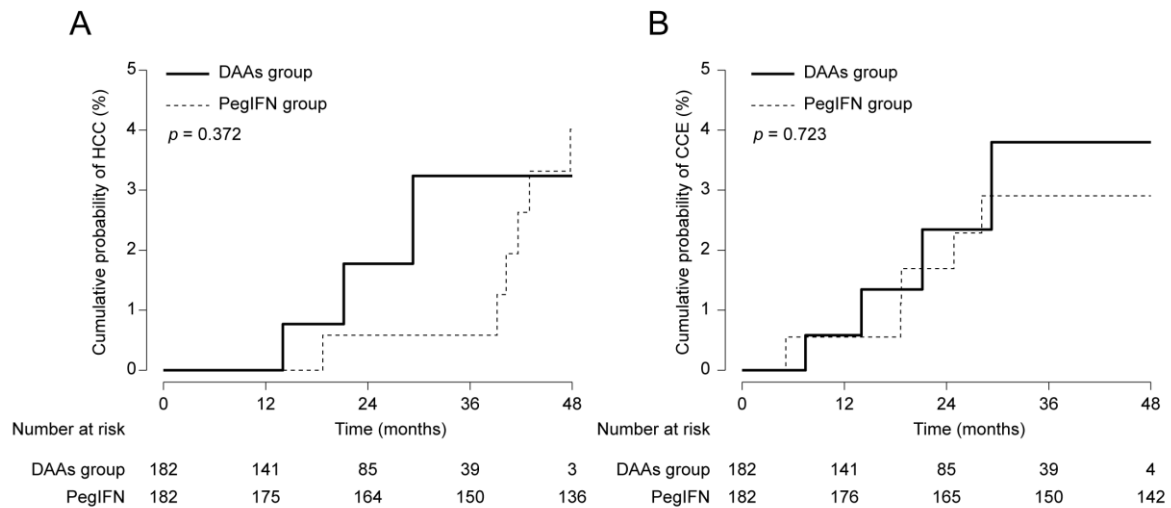 A
5
4
3
2
1
0
Cumulative probability of HCC (%)
DAAs group
PegIFN group
p = 0.372
0 12 24 36 48
Number at risk Time (months)
DAAs group 182 141 85 39 3
PegIFN 182 175 164 150 136
B
5
4
3
2
1
0
Cumulative probability of CCE (%)
DAAs group
PegIFN group
p = 0.723
0 12 24 36 48
Number at risk Time (months)
DAAs group 182 141 85 39 4
PegIFN 182 176 165 150 142